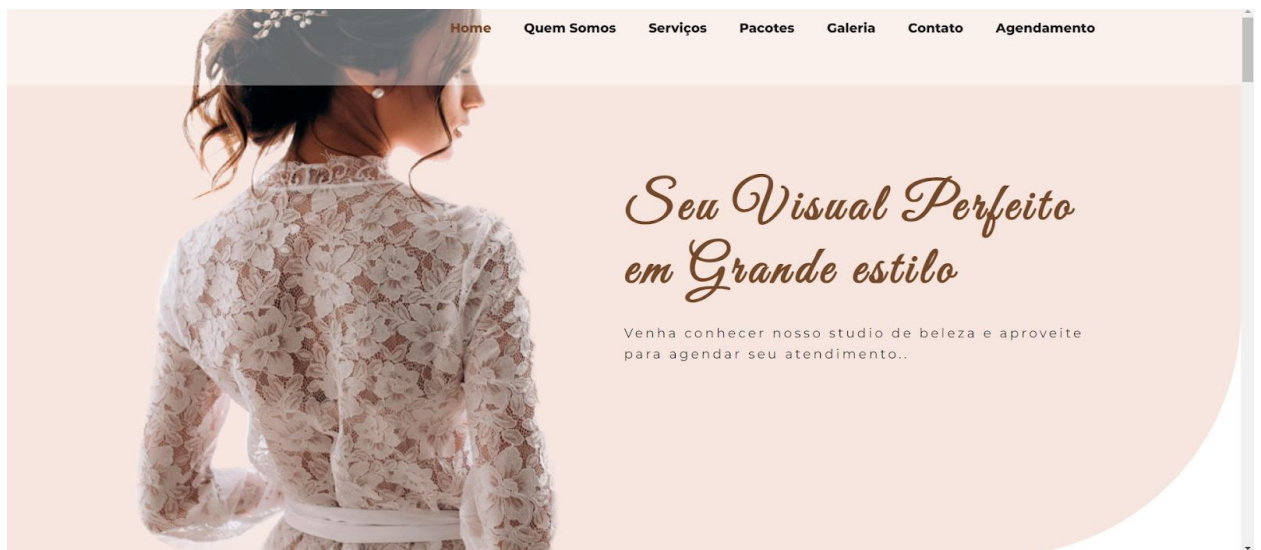 Home Quem Somos Serviços Pacotes Galeria Contato Agendamento
Seu Visual Perfeito
em Grande estilo
Venha conhecer nosso studio de beleza e aproveite
para agendar seu atendimento..